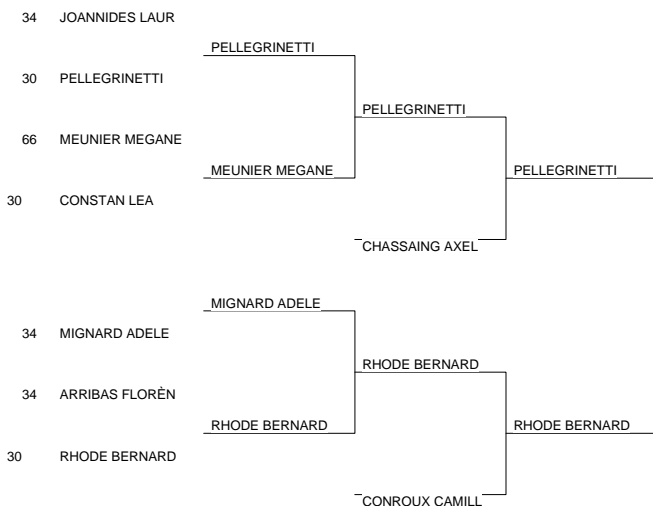 34 JOANNIDES LAUR
PELLEGRINETTI
30 PELLEGRINETTI
PELLEGRINETTI
66 MEUNIER MEGANE
MEUNIER MEGANE PELLEGRINETTI
30 CONSTAN LEA
CHASSAING AXEL
MIGNARD ADELE
34 MIGNARD ADELE
RHODE BERNARD
34 ARRIBAS FLORÈN
RHODE BERNARD RHODE BERNARD
30 RHODE BERNARD
CONROUX CAMILL